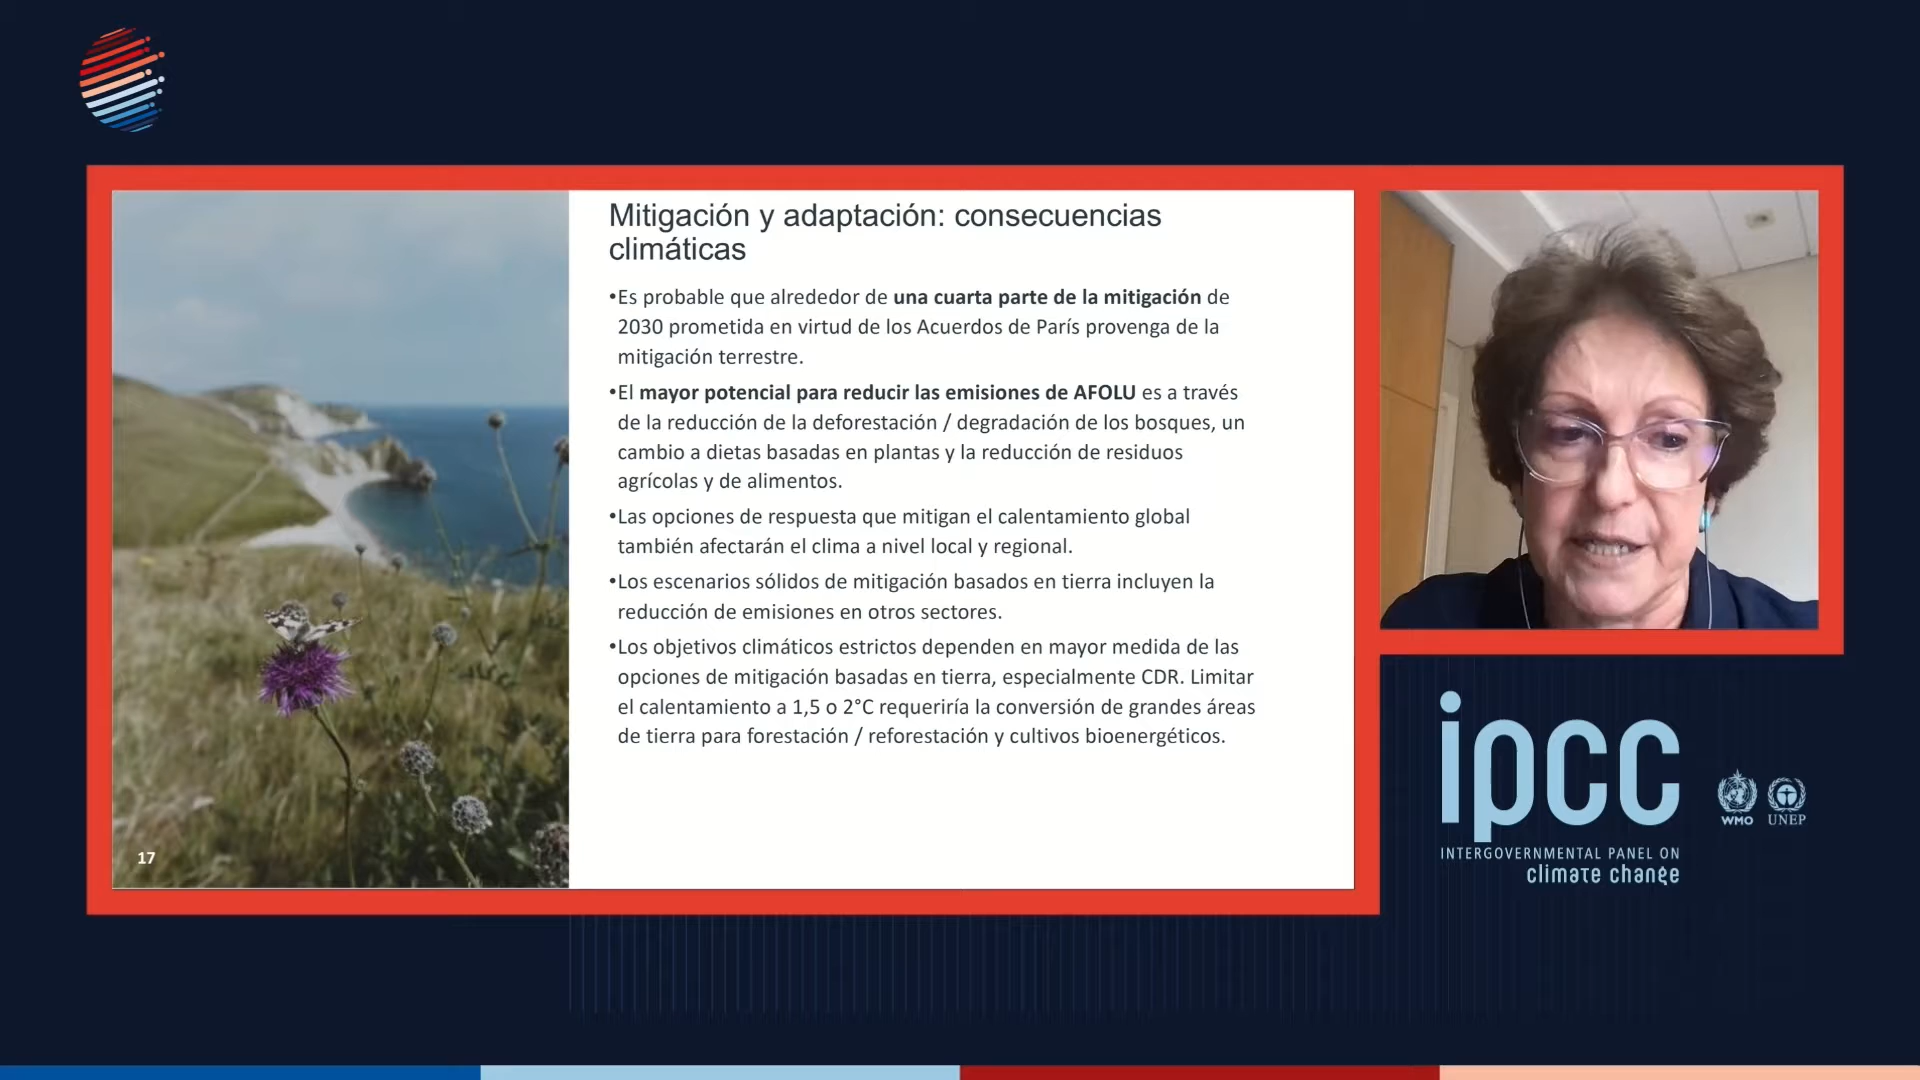 Mitigación y adaptación: consecuencias
climáticas
•Es probable que alrededor de una cuarta parte de la mitigación de
2030 prometida en virtud de los Acuerdos de París provenga de la
mitigación terrestre.
•El mayor potencial para reducir las emisiones de AFOLU es a través
de la reducción de la deforestación / degradación de los bosques, un
cambio a dietas basadas en plantas y la reducción de residuos
agrícolas y de alimentos.
•Las opciones de respuesta que mitigan el calentamiento global
también afectarán el clima a nivel local y regional.
•Los escenarios sólidos de mitigación basados en tierra incluyen la
reducción de emisiones en otros sectores.
•Los objetivos climáticos estrictos dependen en mayor medida de las
opciones de mitigación basadas en tierra, especialmente CDR. Limitar
el calentamiento a 1,5 o 2°C requeriría la conversión de grandes áreas
de tierra para forestación / reforestación y cultivos bioenergéticos.
17
ipcc
INTERGOVERNMENTAL PANEL ON
climate change
WMO
UNEP